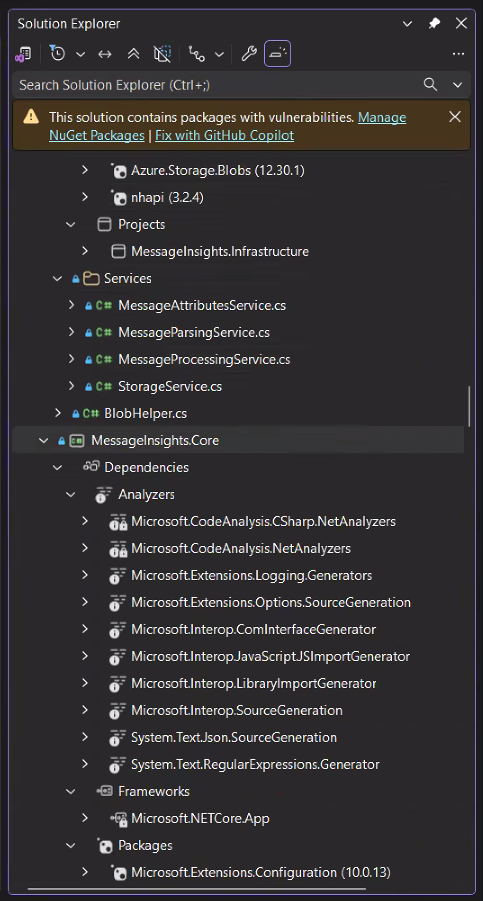 Solution Explorer
Search Solution Explorer (Ctrl+;)
This solution contains packages with vulnerabilities. Manage
NuGet Packages | Fix with GitHub Copilot
Azure.Storage.Blobs (12.30.1)
nhapi (3.2.4)
Projects
MessageInsights.Infrastructure
Services
C# MessageAttributesService.cs
C# MessageParsingService.cs
C# MessageProcessingService.cs
C# StorageService.cs
C# BlobHelper.cs
C# MessageInsights.Core
Dependencies
Analyzers
Microsoft.CodeAnalysis.CSharp.NetAnalyzers
Microsoft.CodeAnalysis.NetAnalyzers
Microsoft.Extensions.Logging.Generators
Microsoft.Extensions.Options.SourceGeneration
Microsoft.Interop.ComInterfaceGenerator
Microsoft.Interop.JavaScript.JSImportGenerator
Microsoft.Interop.LibraryImportGenerator
Microsoft.Interop.SourceGeneration
System.Text.Json.SourceGeneration
System.Text.RegularExpressions.Generator
Frameworks
Microsoft.NETCore.App
Packages
Microsoft.Extensions.Configuration (10.0.13)